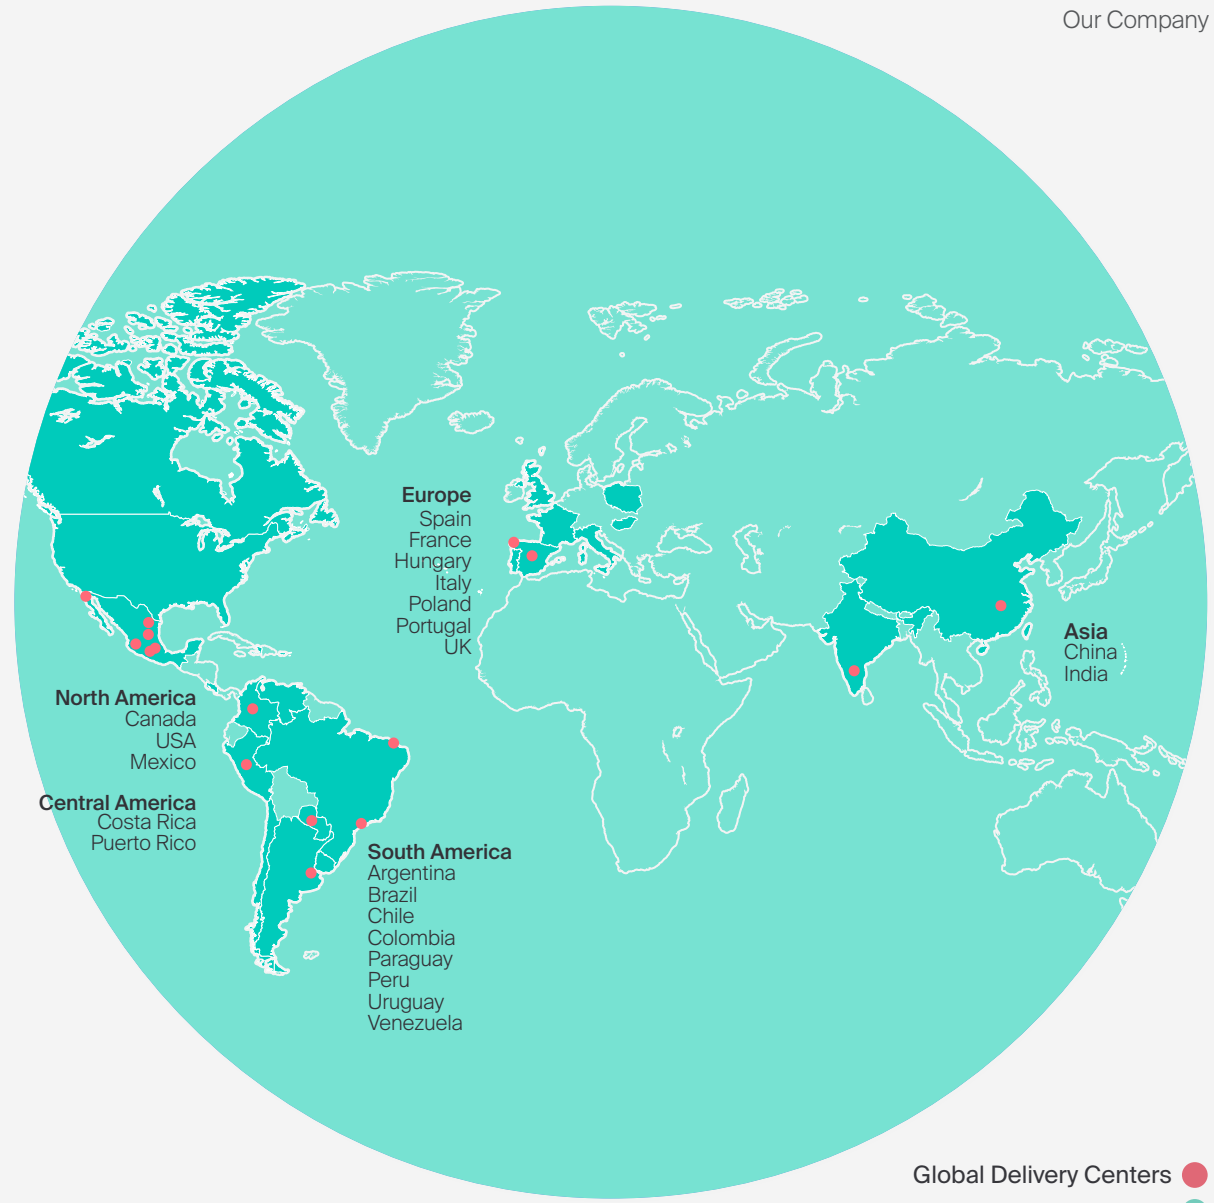 Our Company
Europe
Spain
France
Hungary
Italy
Poland
Portugal
UK
Asia
China
India
North America
Canada
USA
Mexico
Central America
Costa Rica
Puerto Rico
South America
Argentina
Brazil
Chile
Colombia
Paraguay
Peru
Uruguay
Venezuela
Global Delivery Centers